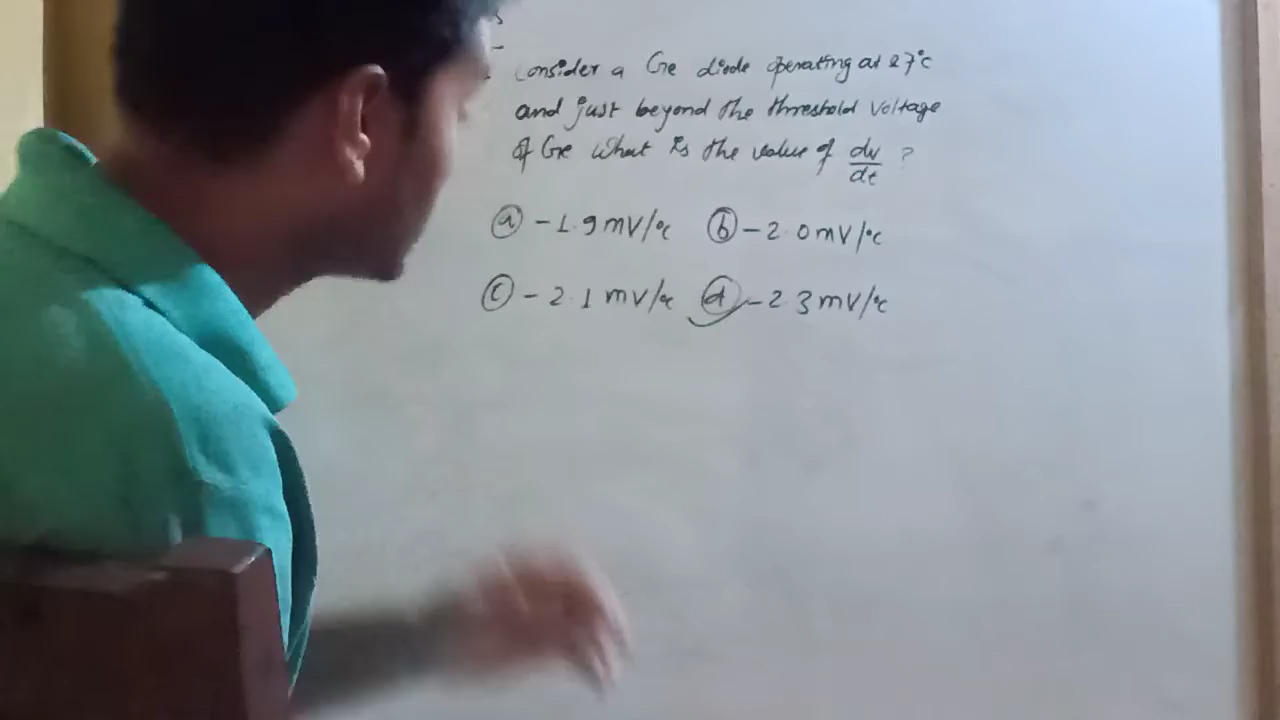 consider a Ge diode operating at 27°c
and just beyond the threshold voltage
of Ge what is the value of dv/dt ?
(a) -1.9mV/°c (b) -2.0mV/°c
(c) -2.1mV/°c (d) -2.3mV/°c